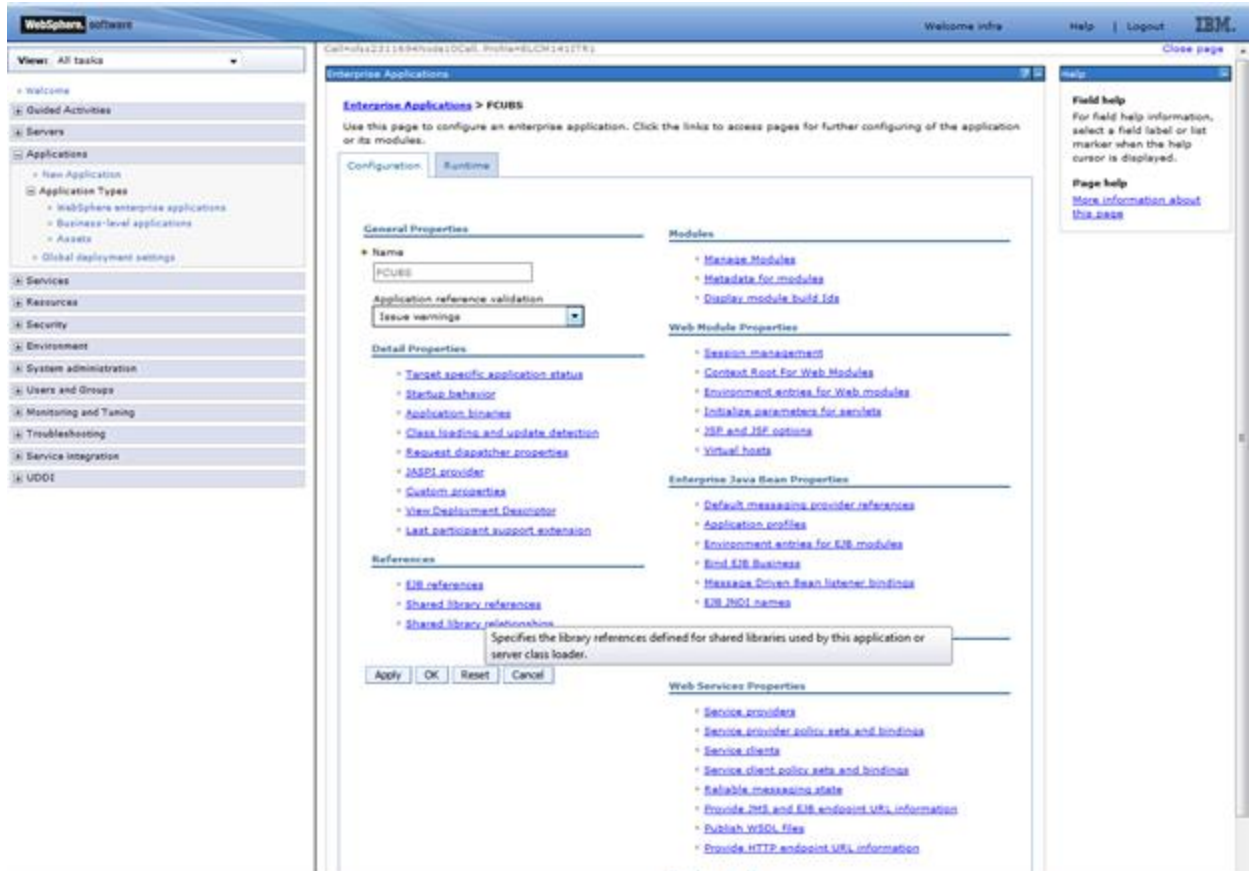 WebSphere. software
Welcome infra
Help | Logout
IBM.
View: All tasks
Close page
Welcome
Guided Activities
Servers
Applications
New Application
Application Types
WebSphere enterprise applications
Business-level applications
Assets
Global deployment settings
Services
Resources
Security
Environment
System administration
Users and Groups
Monitoring and Tuning
Troubleshooting
Service integration
UDDI
Enterprise Applications
Enterprise Applications > FCUBS
Use this page to configure an enterprise application. Click the links to access pages for further configuring of the application
or its modules.
Configuration
Runtime
General Properties
Name
FCUBS
Application reference validation
Issue warnings
Detail Properties
Target specific application status
Startup behavior
Application binaries
Class loading and update detection
Request dispatcher properties
JASPI provider
Custom properties
View Deployment Descriptor
Last participant support extension
References
EJB references
Shared library references
Shared library relationships
Specifies the library references defined for shared libraries used by this application or
server class loader.
Apply OK Reset Cancel
Modules
Manage Modules
Metadata for modules
Display module build Ids
Web Module Properties
Session management
Context Root For Web Modules
Environment entries for Web modules
Initialize parameters for servlets
JSP and JSF options
Virtual hosts
Enterprise Java Bean Properties
Default messaging provider references
Application profiles
Environment entries for EJB modules
Bind EJB Business
Message Driven Bean listener bindings
EJB JNDI names
Web Services Properties
Service providers
Service provider policy sets and bindings
Service clients
Service client policy sets and bindings
Reliable messaging state
Provide JMS and EJB endpoint URL information
Publish WSDL files
Provide HTTP endpoint URL information
Help
Field help
For field help information,
select a field label or list
marker when the help
cursor is displayed.
Page help
More information about
this page